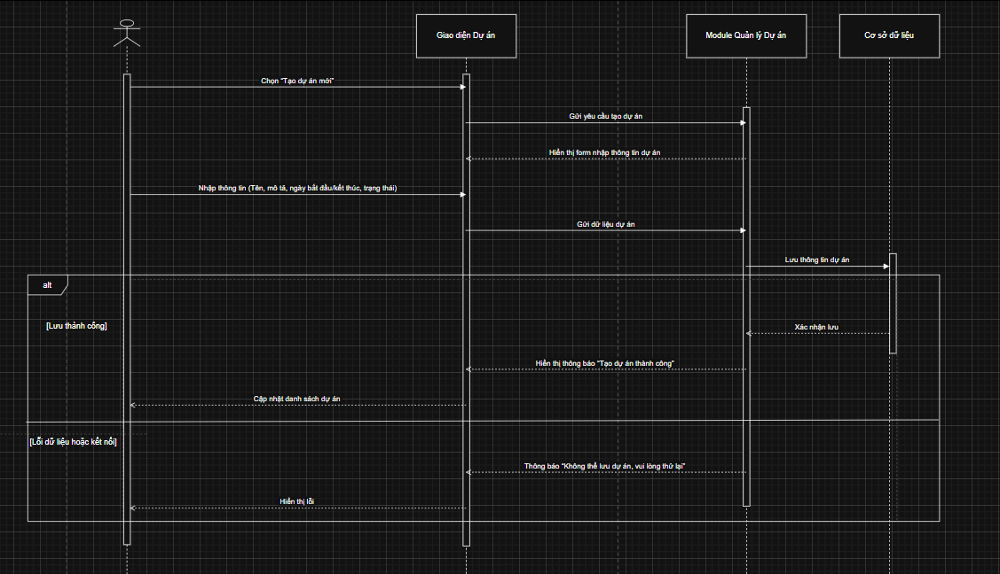 Giao diện Dự án
Module Quản lý Dự án
Cơ sở dữ liệu
Chọn "Tạo dự án mới"
Gửi yêu cầu tạo dự án
Hiển thị form nhập thông tin dự án
Nhập thông tin (Tên, mô tả, ngày bắt đầu/kết thúc, trạng thái)
Gửi dữ liệu dự án
Lưu thông tin dự án
alt
[Lưu thành công]
Xác nhận lưu
Hiển thị thông báo "Tạo dự án thành công"
Cập nhật danh sách dự án
[Lỗi dữ liệu hoặc kết nối]
Thông báo "Không thể lưu dự án, vui lòng thử lại"
Hiển thị lỗi